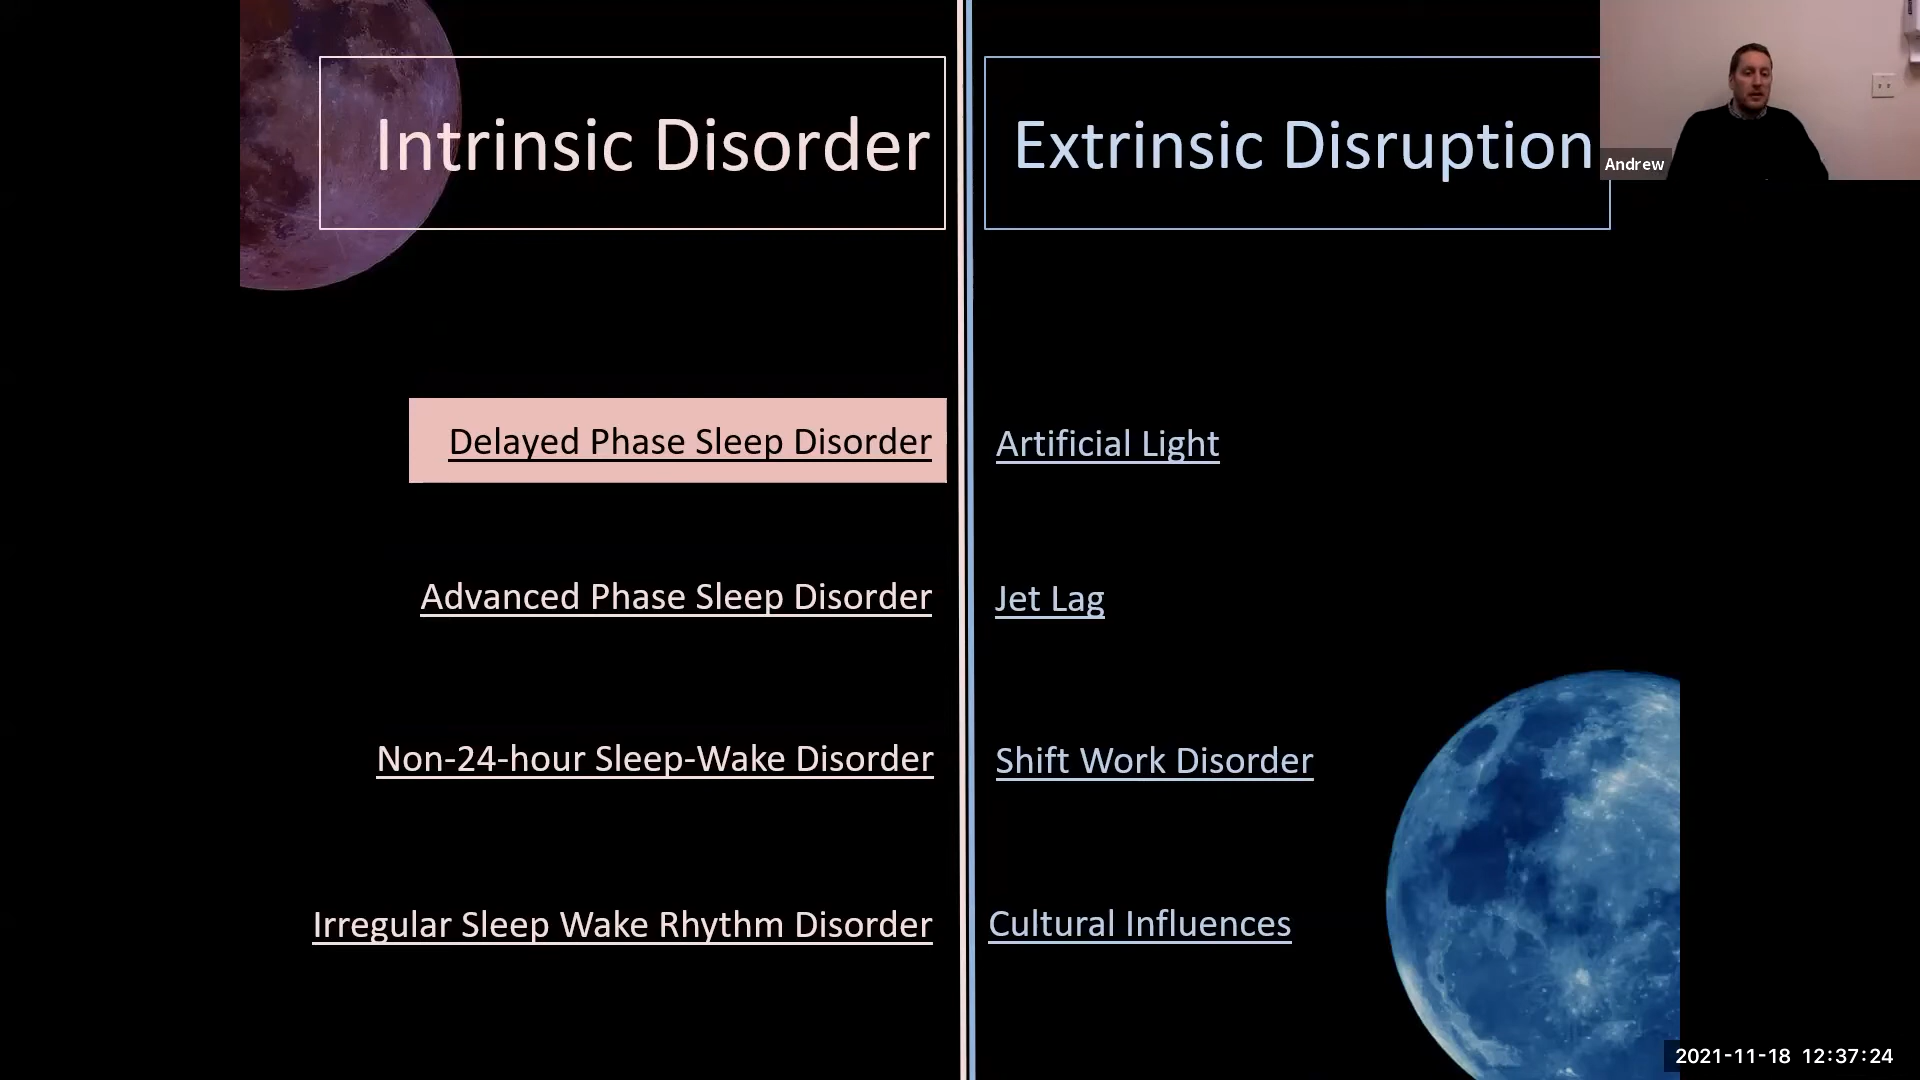 Intrinsic Disorder
Extrinsic Disruption
Andrew
Delayed Phase Sleep Disorder
Artificial Light
Advanced Phase Sleep Disorder
Jet Lag
Non-24-hour Sleep-Wake Disorder
Shift Work Disorder
Irregular Sleep Wake Rhythm Disorder
Cultural Influences
2021-11-18 12:37:24